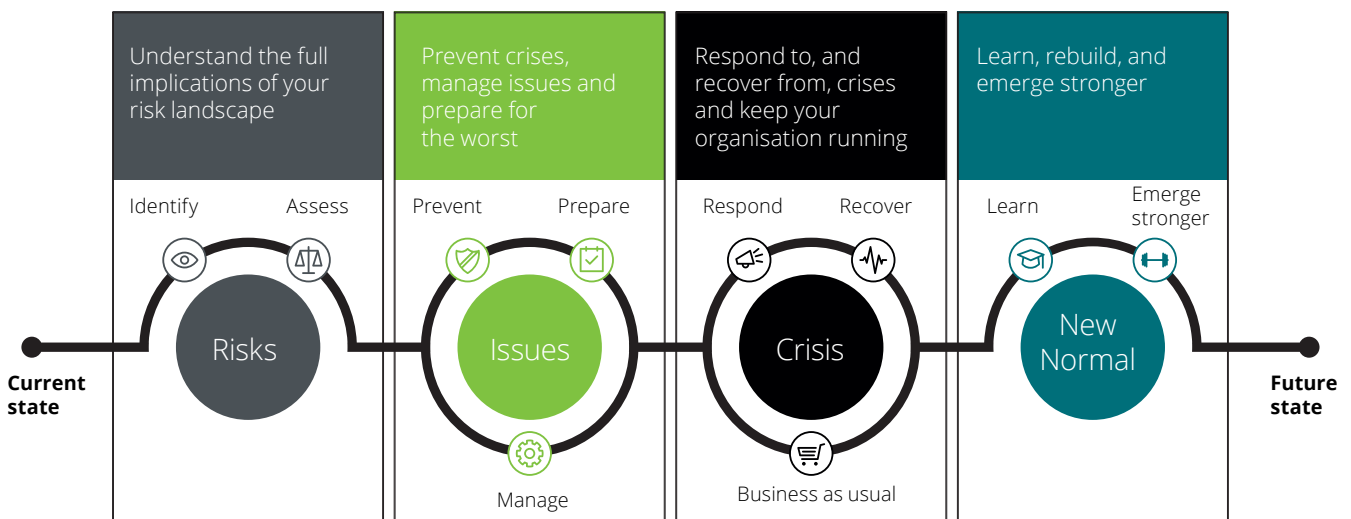 Understand the full
implications of your
risk landscape
Prevent crises,
manage issues and
prepare for
the worst
Respond to, and
recover from, crises
and keep your
organisation running
Learn, rebuild, and
emerge stronger
Identify
Assess
Prevent
Prepare
Respond
Recover
Learn
Emerge
stronger
Current
state
Risks
Issues
Crisis
New
Normal
Future
state
Manage
Business as usual